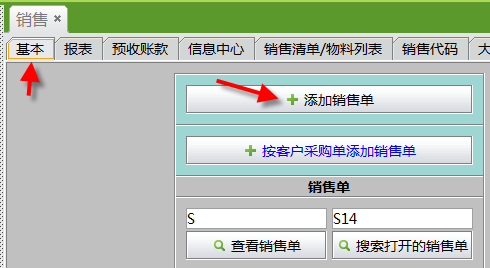 销售 ×
基本 报表 预收账款 信息中心 销售清单/物料列表 销售代码
添加销售单
按客户采购单添加销售单
销售单
S S14
查看销售单 搜索打开的销售单